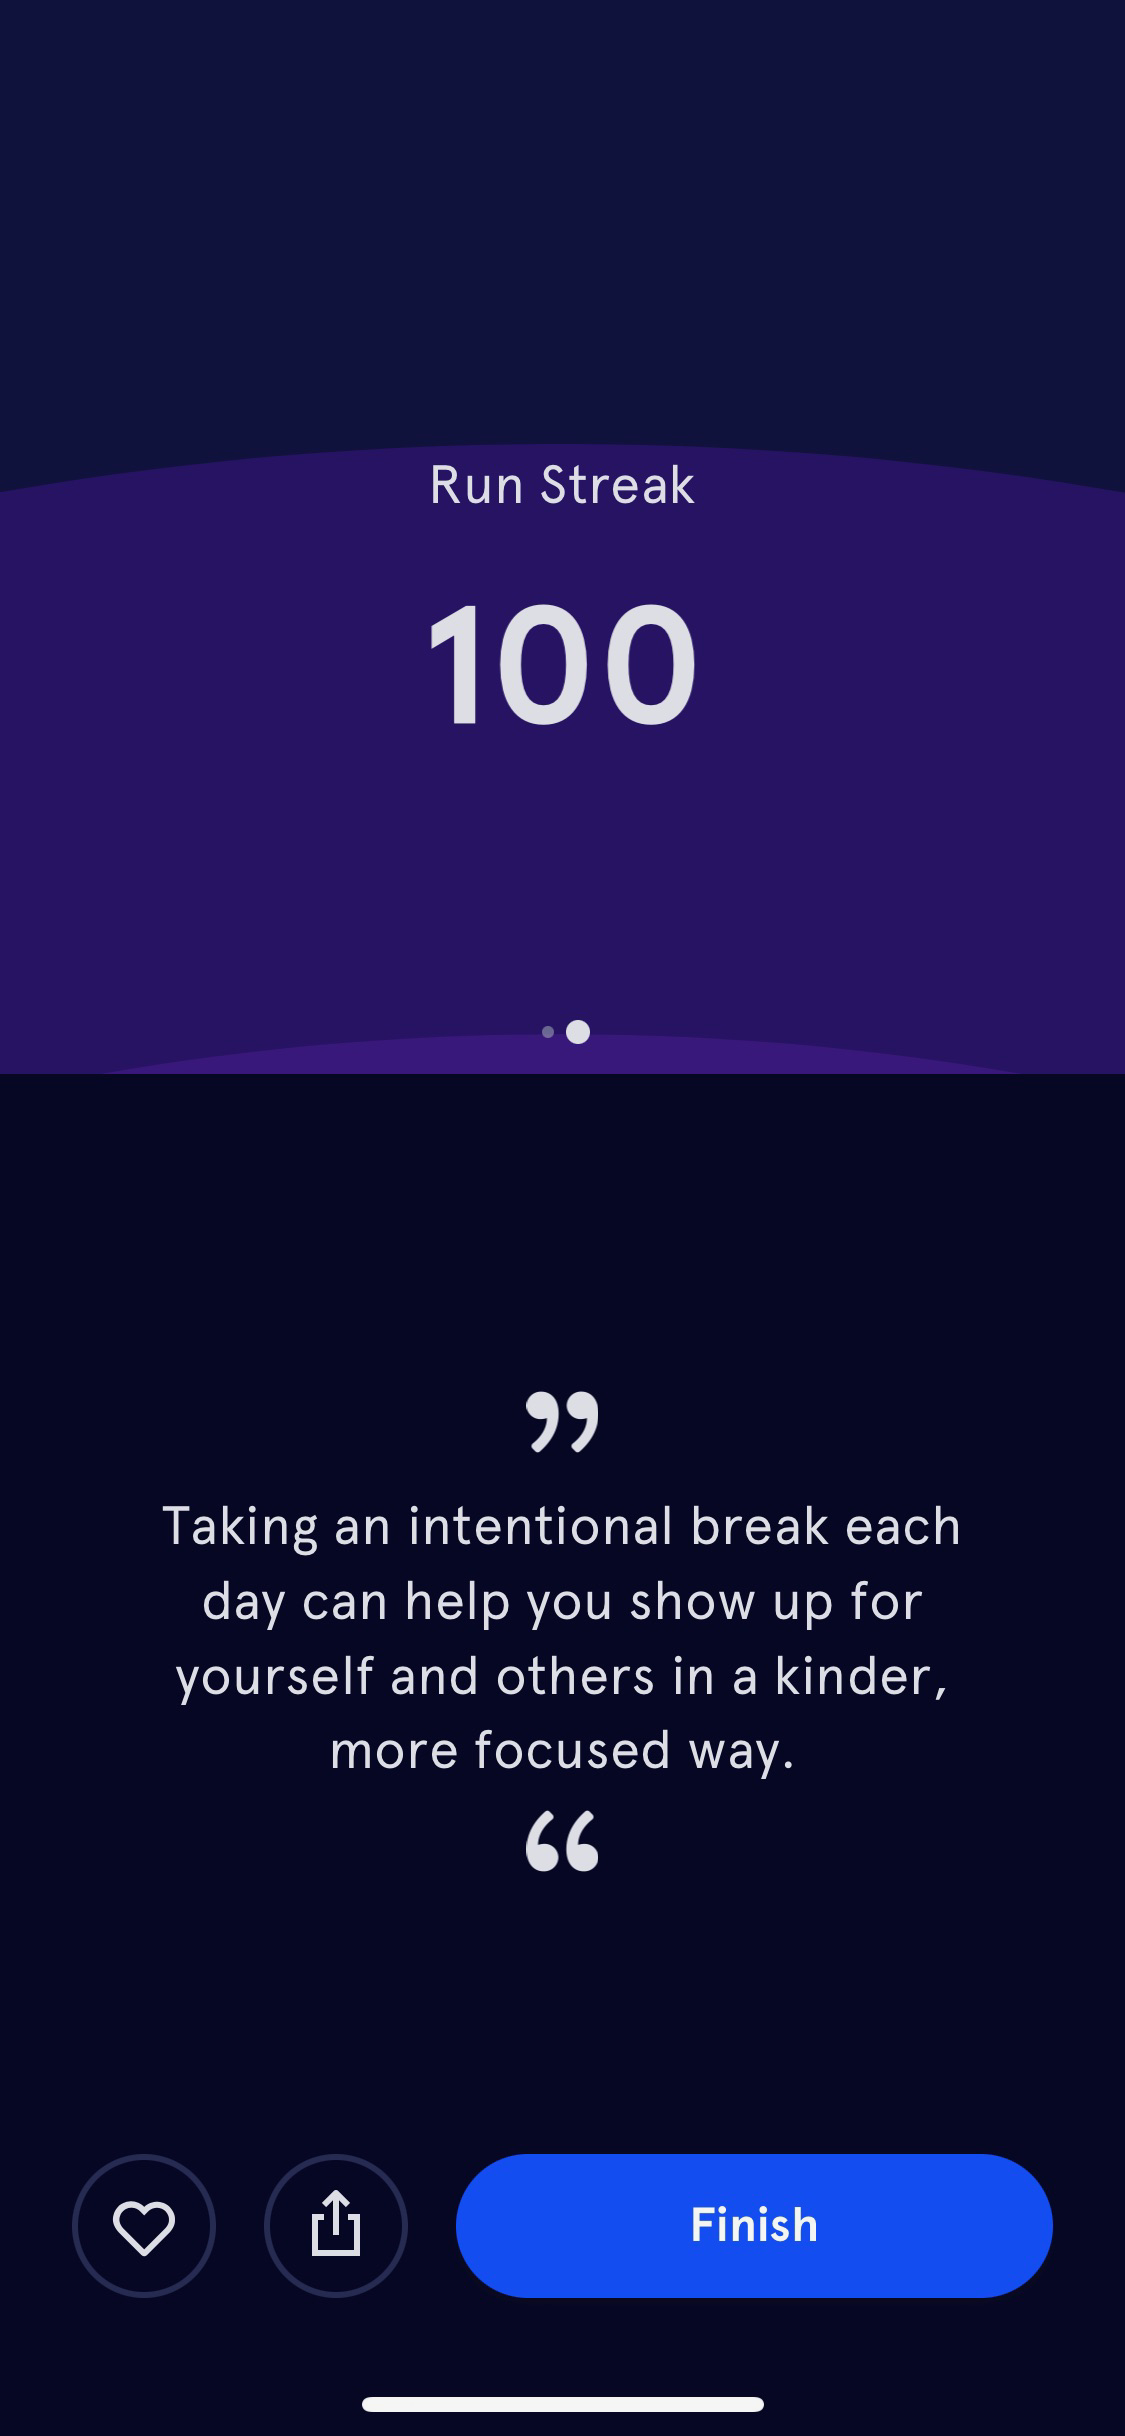 Run Streak
100
”
Taking an intentional break each
day can help you show up for
yourself and others in a kinder,
more focused way.
“
Finish